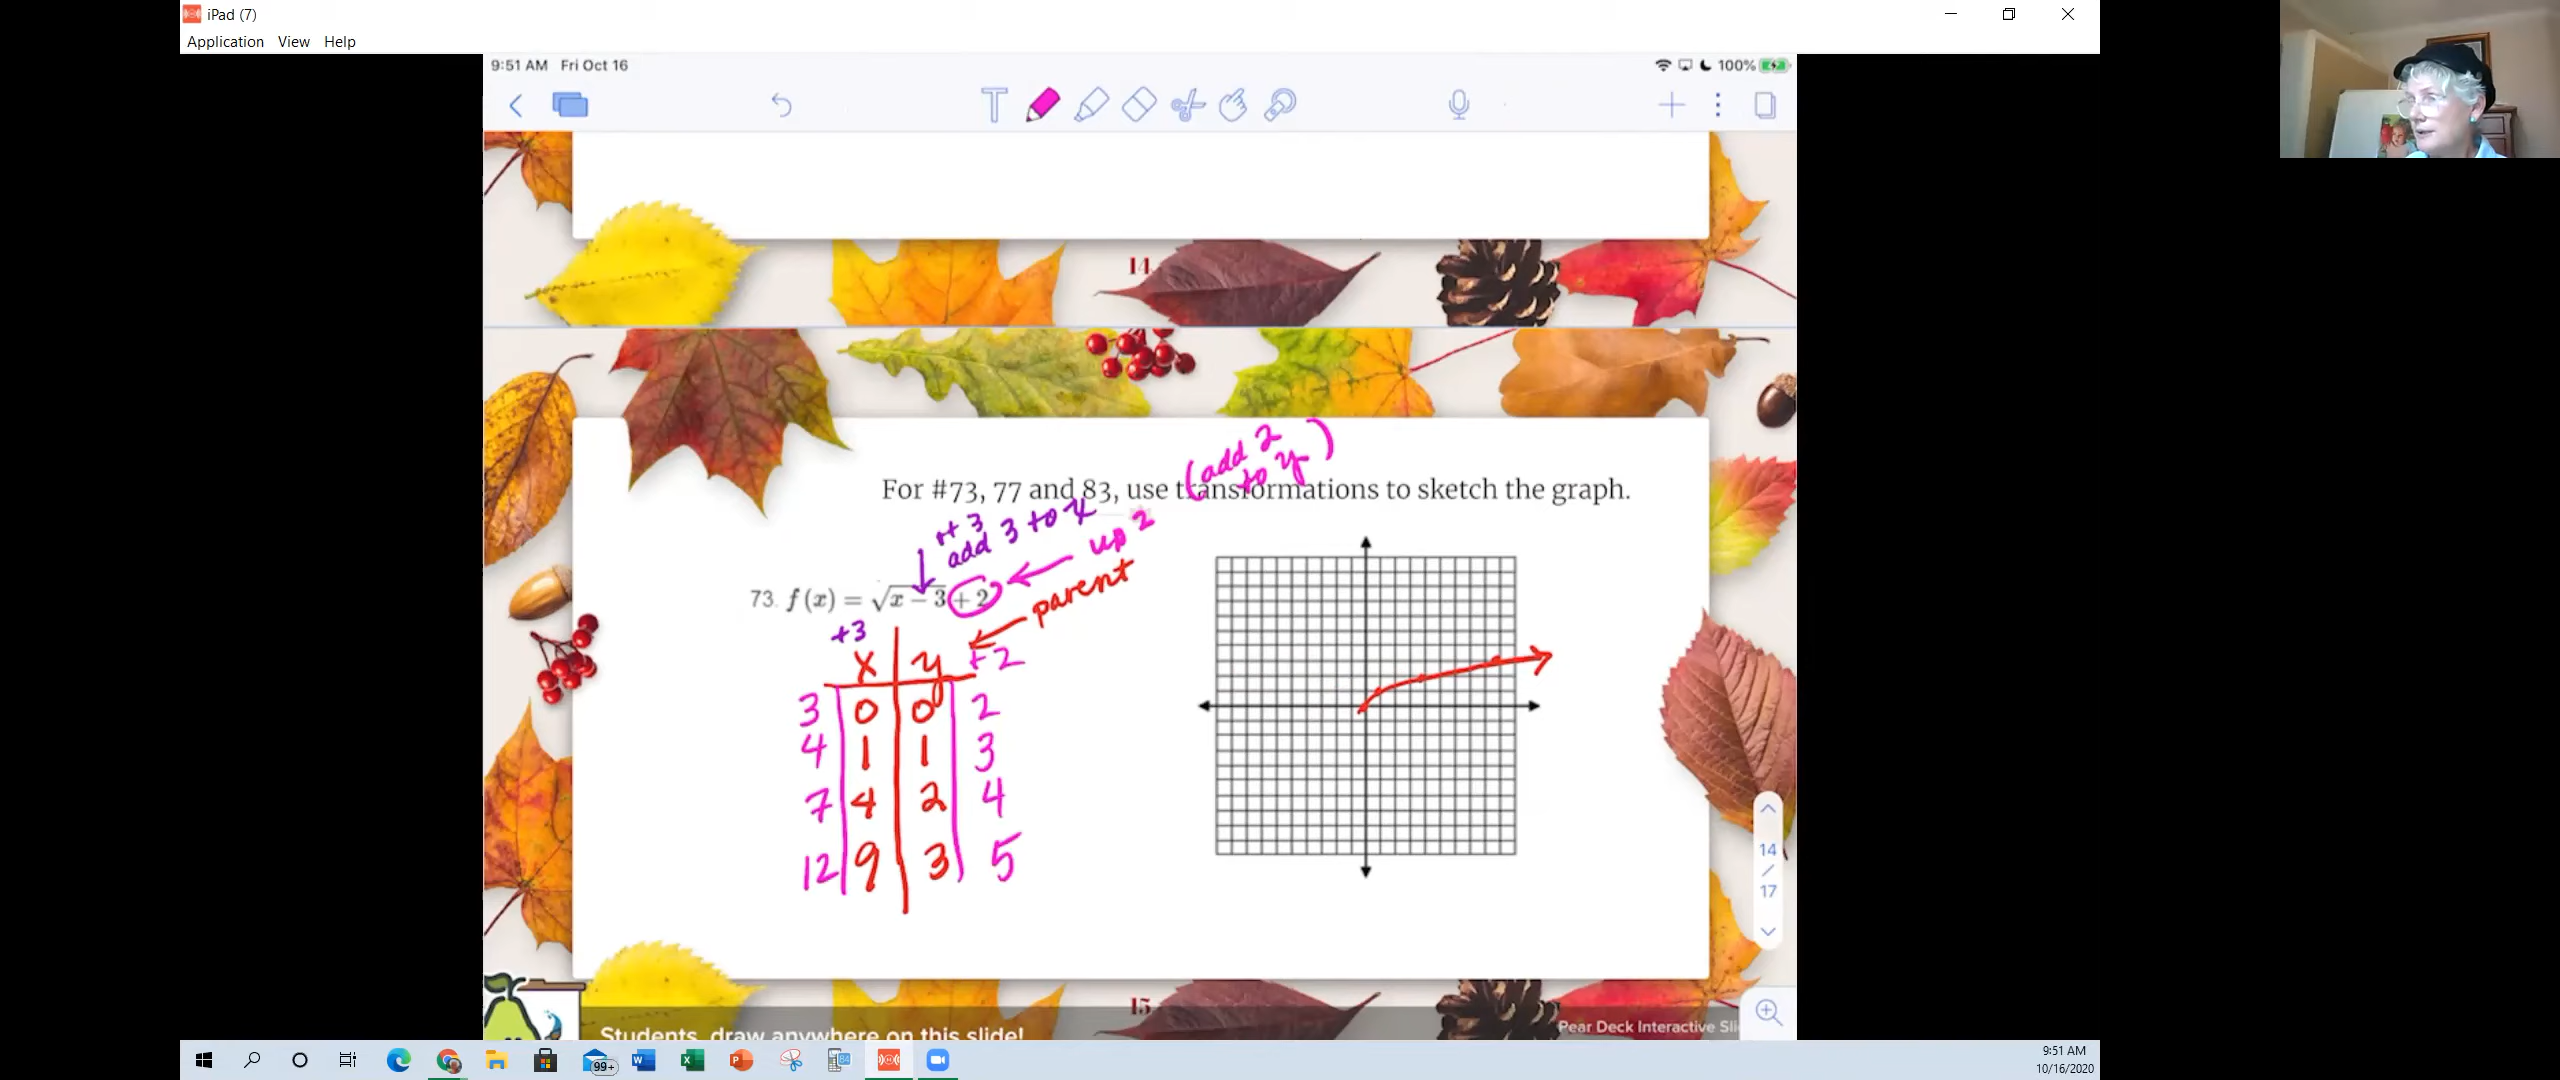 iPad (7)
Application View Help
9:51 AM Fri Oct 16
100%
14
(add 2
to y)
For #73, 77 and 83, use transformations to sketch the graph.
rt 3
add 3 to x
up 2
73. f(x) = √x − 3 + 2
parent
+3
x y +2
3 0 0 2
4 1 1 3
7 4 2 4
12 9 3 5
14
/
17
15
Students, draw anywhere on this slide!
Pear Deck Interactive Sli
99+
9:51 AM
10/16/2020